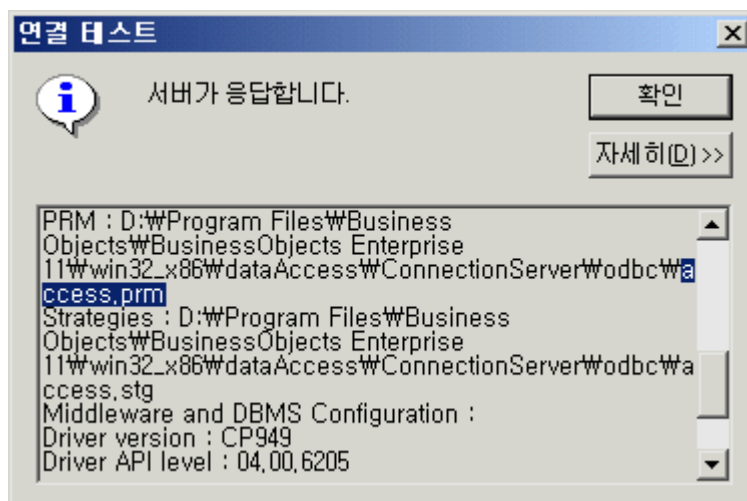 연결 테스트
서버가 응답합니다.
확인
자세히(D) >>
PRM : D:₩Program Files₩Business
Objects₩BusinessObjects Enterprise
11₩win32_x86₩dataAccess₩ConnectionServer₩odbc₩a
ccess.prm
Strategies : D:₩Program Files₩Business
Objects₩BusinessObjects Enterprise
11₩win32_x86₩dataAccess₩ConnectionServer₩odbc₩a
ccess.stg
Middleware and DBMS Configuration :
Driver version : CP949
Driver API level : 04.00.6205